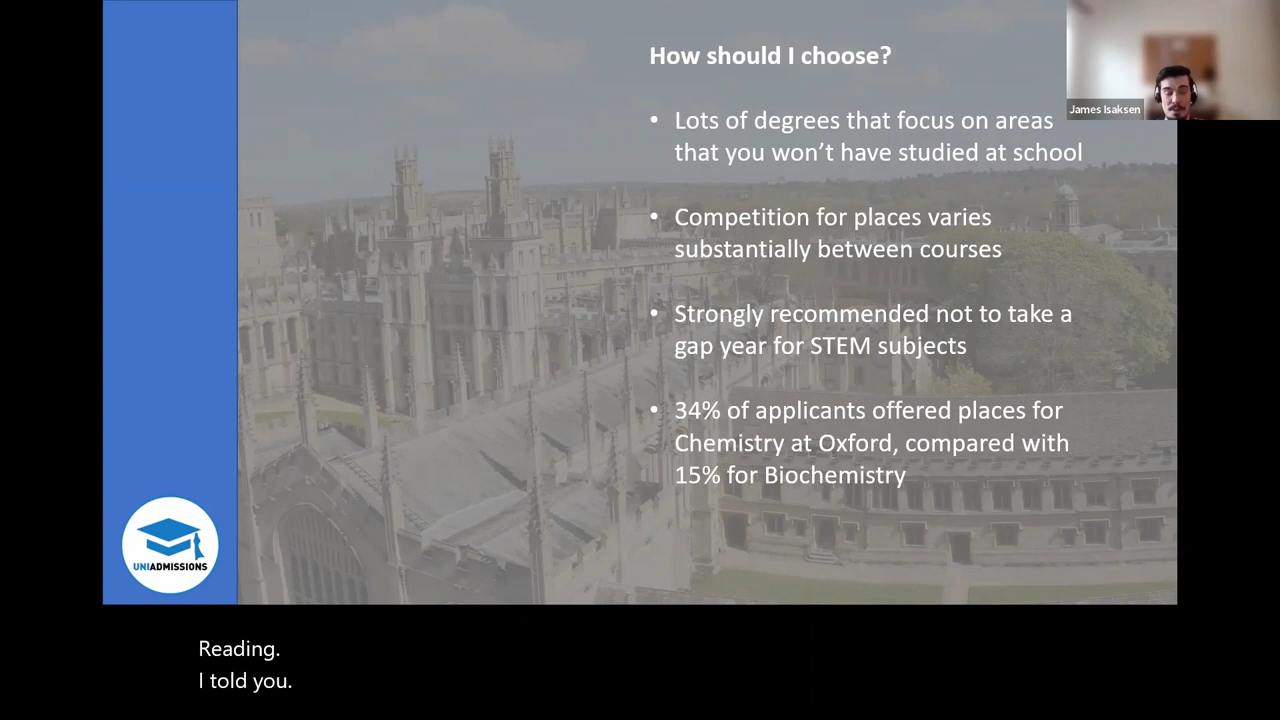 How should I choose?
James Isaksen
• Lots of degrees that focus on areas
that you won’t have studied at school
• Competition for places varies
substantially between courses
• Strongly recommended not to take a
gap year for STEM subjects
• 34% of applicants offered places for
Chemistry at Oxford, compared with
15% for Biochemistry
UNIADMISSIONS
Reading.
I told you.